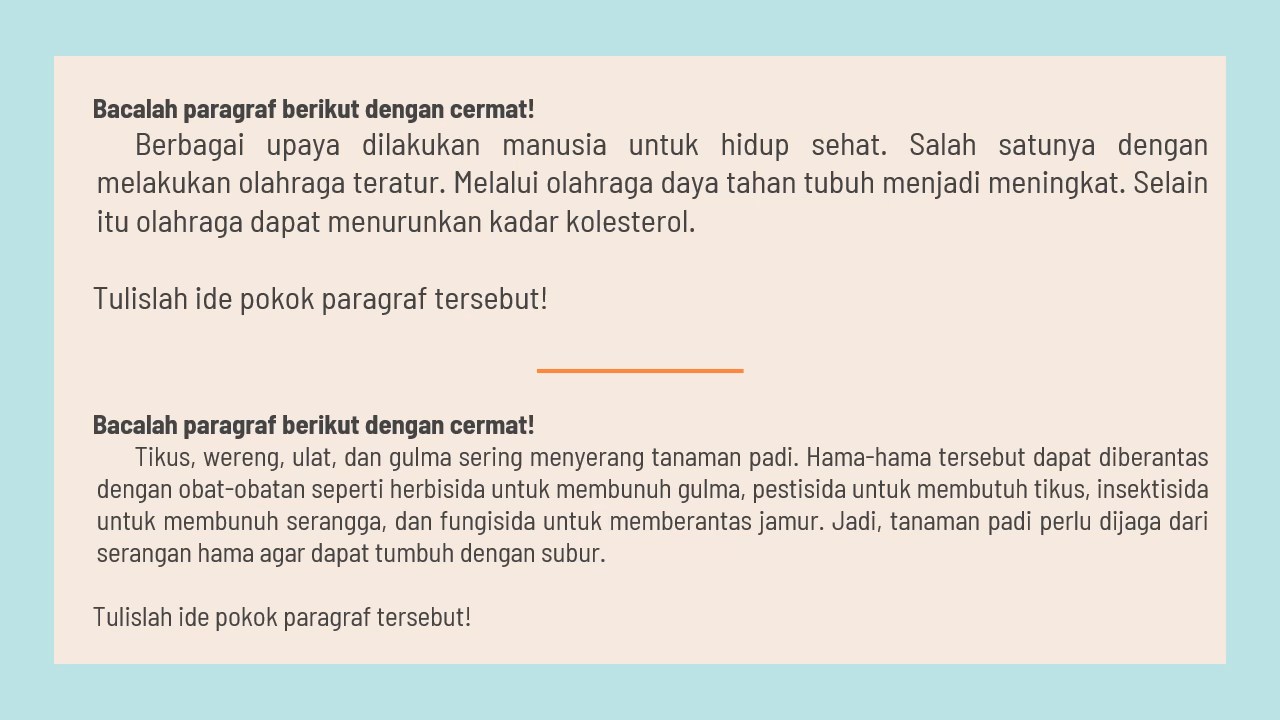 Bacalah paragraf berikut dengan cermat!
Berbagai upaya dilakukan manusia untuk hidup sehat. Salah satunya dengan
melakukan olahraga teratur. Melalui olahraga daya tahan tubuh menjadi meningkat. Selain
itu olahraga dapat menurunkan kadar kolesterol.
Tulislah ide pokok paragraf tersebut!
Bacalah paragraf berikut dengan cermat!
Tikus, wereng, ulat, dan gulma sering menyerang tanaman padi. Hama-hama tersebut dapat diberantas
dengan obat-obatan seperti herbisida untuk membunuh gulma, pestisida untuk membutuh tikus, insektisida
untuk membunuh serangga, dan fungisida untuk memberantas jamur. Jadi, tanaman padi perlu dijaga dari
serangan hama agar dapat tumbuh dengan subur.
Tulislah ide pokok paragraf tersebut!